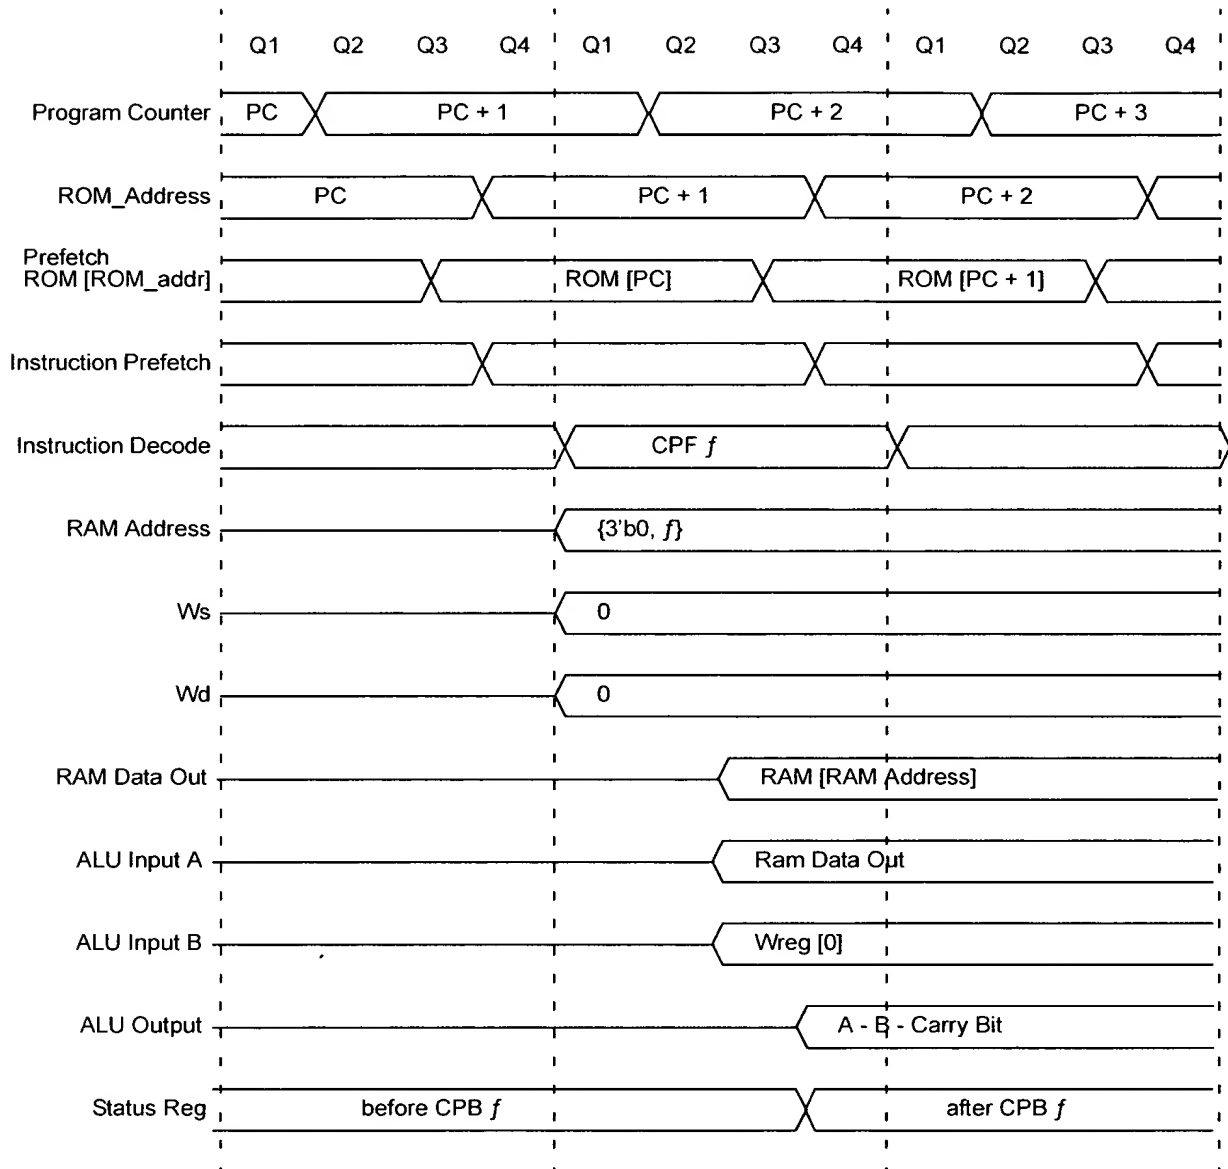 Q1 Q2 Q3 Q4 Q1 Q2 Q3 Q4 Q1 Q2 Q3 Q4
Program Counter PC PC + 1 PC + 2 PC + 3
ROM_Address PC PC + 1 PC + 2
Prefetch
ROM [ROM_addr] ROM [PC] ROM [PC + 1]
Instruction Prefetch
Instruction Decode CPF ƒ
RAM Address {3'b0, ƒ}
Ws 0
Wd 0
RAM Data Out RAM [RAM Address]
ALU Input A Ram Data Out
ALU Input B Wreg [0]
ALU Output A - B - Carry Bit
Status Reg before CPB ƒ after CPB ƒ